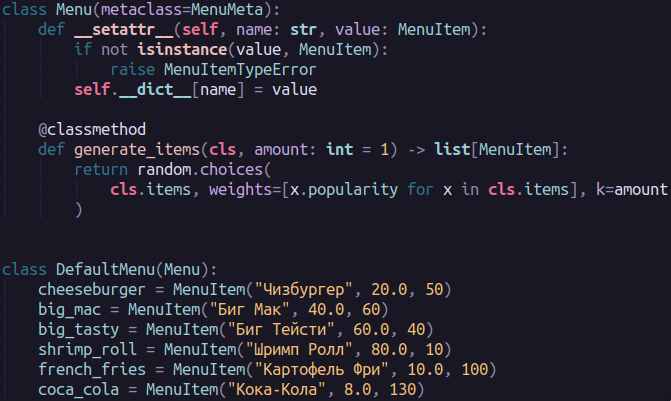 class Menu(metaclass=MenuMeta):
    def __setattr__(self, name: str, value: MenuItem):
        if not isinstance(value, MenuItem):
            raise MenuItemTypeError
        self.__dict__[name] = value

    @classmethod
    def generate_items(cls, amount: int = 1) -> list[MenuItem]:
        return random.choices(
            cls.items, weights=[x.popularity for x in cls.items], k=amount
        )

class DefaultMenu(Menu):
    cheeseburger = MenuItem("Чизбургер", 20.0, 50)
    big_mac = MenuItem("Биг Мак", 40.0, 60)
    big_tasty = MenuItem("Биг Тейсти", 60.0, 40)
    shrimp_roll = MenuItem("Шримп Ролл", 80.0, 10)
    french_fries = MenuItem("Картофель Фри", 10.0, 100)
    coca_cola = MenuItem("Кока-Кола", 8.0, 130)